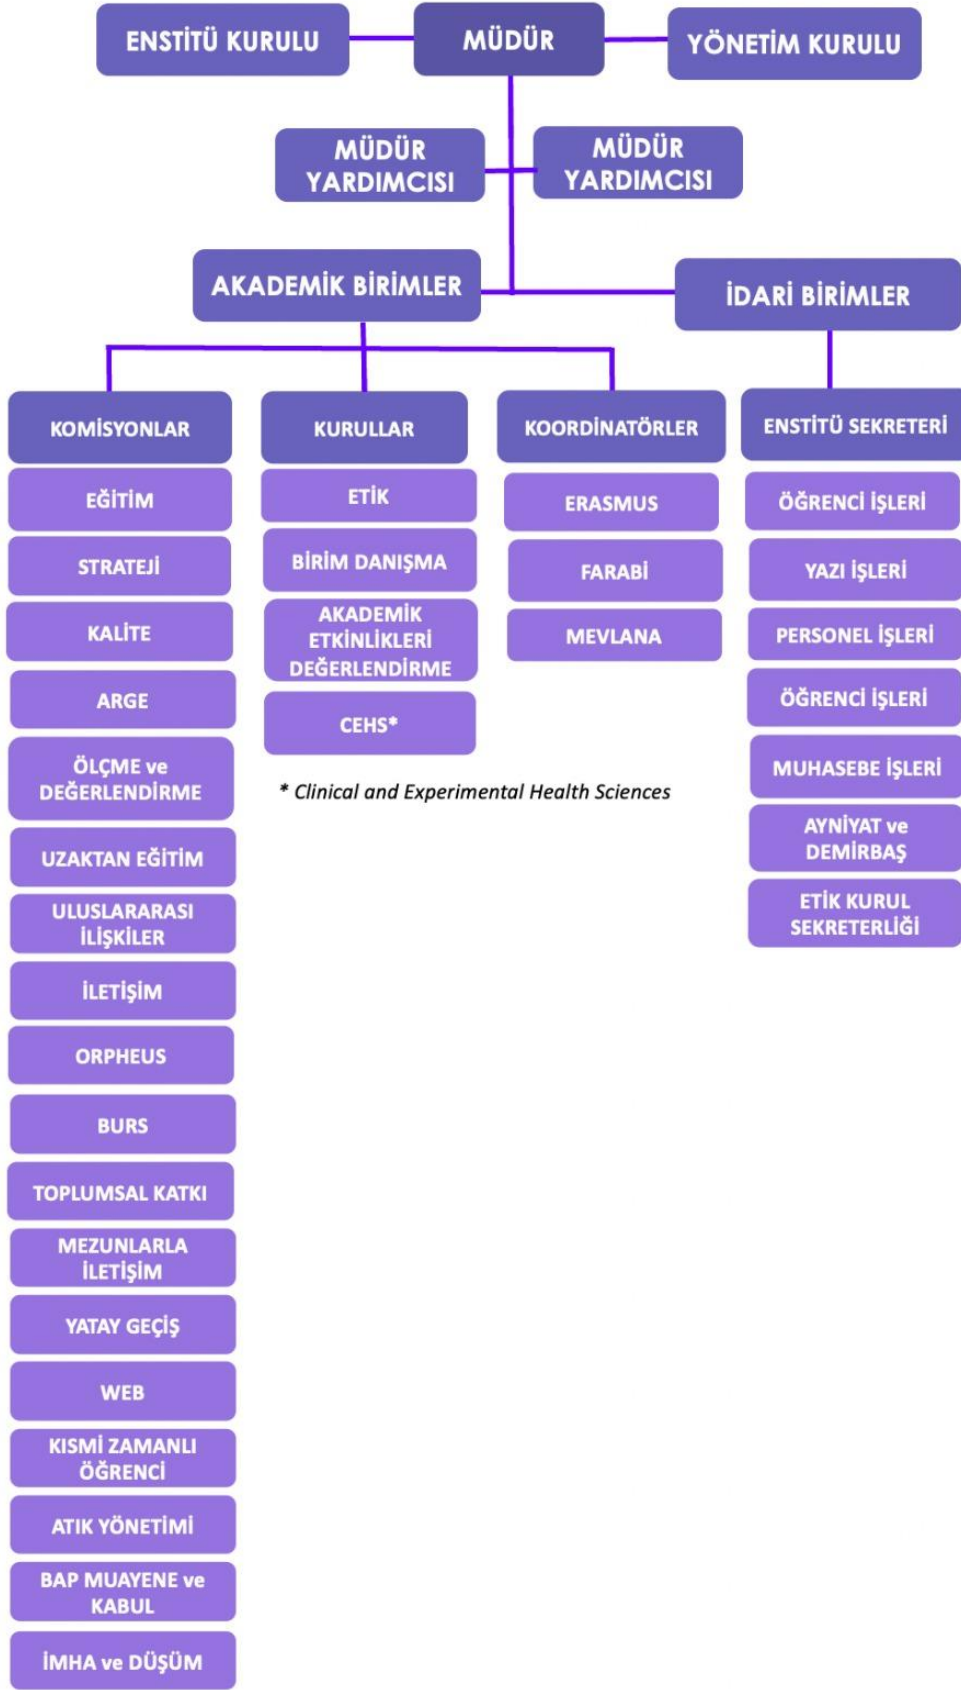 ENSTİTÜ KURULU
MÜDÜR
YÖNETİM KURULU
MÜDÜR
YARDIMCISI
MÜDÜR
YARDIMCISI
AKADEMİK BİRİMLER
İDARİ BİRİMLER
KOMİSYONLAR
EĞİTİM
STRATEJİ
KALİTE
ARGE
ÖLÇME ve
DEĞERLENDİRME
UZAKTAN EĞİTİM
ULUSLARARASI
İLİŞKİLER
İLETİŞİM
ORPHEUS
BURS
TOPLUMSAL KATKI
MEZUNLARLA
İLETİŞİM
YATAY GEÇİŞ
WEB
KISMİ ZAMANLI
ÖĞRENCİ
ATIK YÖNETİMİ
BAP MUAYENE ve
KABUL
İMHA ve DÜŞÜM
KURULLAR
ETİK
BİRİM DANIŞMA
AKADEMİK
ETKİNLİKLERİ
DEĞERLENDİRME
CEHS*
* Clinical and Experimental Health Sciences
KOORDİNATÖRLER
ERASMUS
FARABİ
MEVLANA
ENSTİTÜ SEKRETERİ
ÖĞRENCİ İŞLERİ
YAZI İŞLERİ
PERSONEL İŞLERİ
ÖĞRENCİ İŞLERİ
MUHASEBE İŞLERİ
AYNİYAT ve
DEMİRBAŞ
ETİK KURUL
SEKRETERLİĞİ